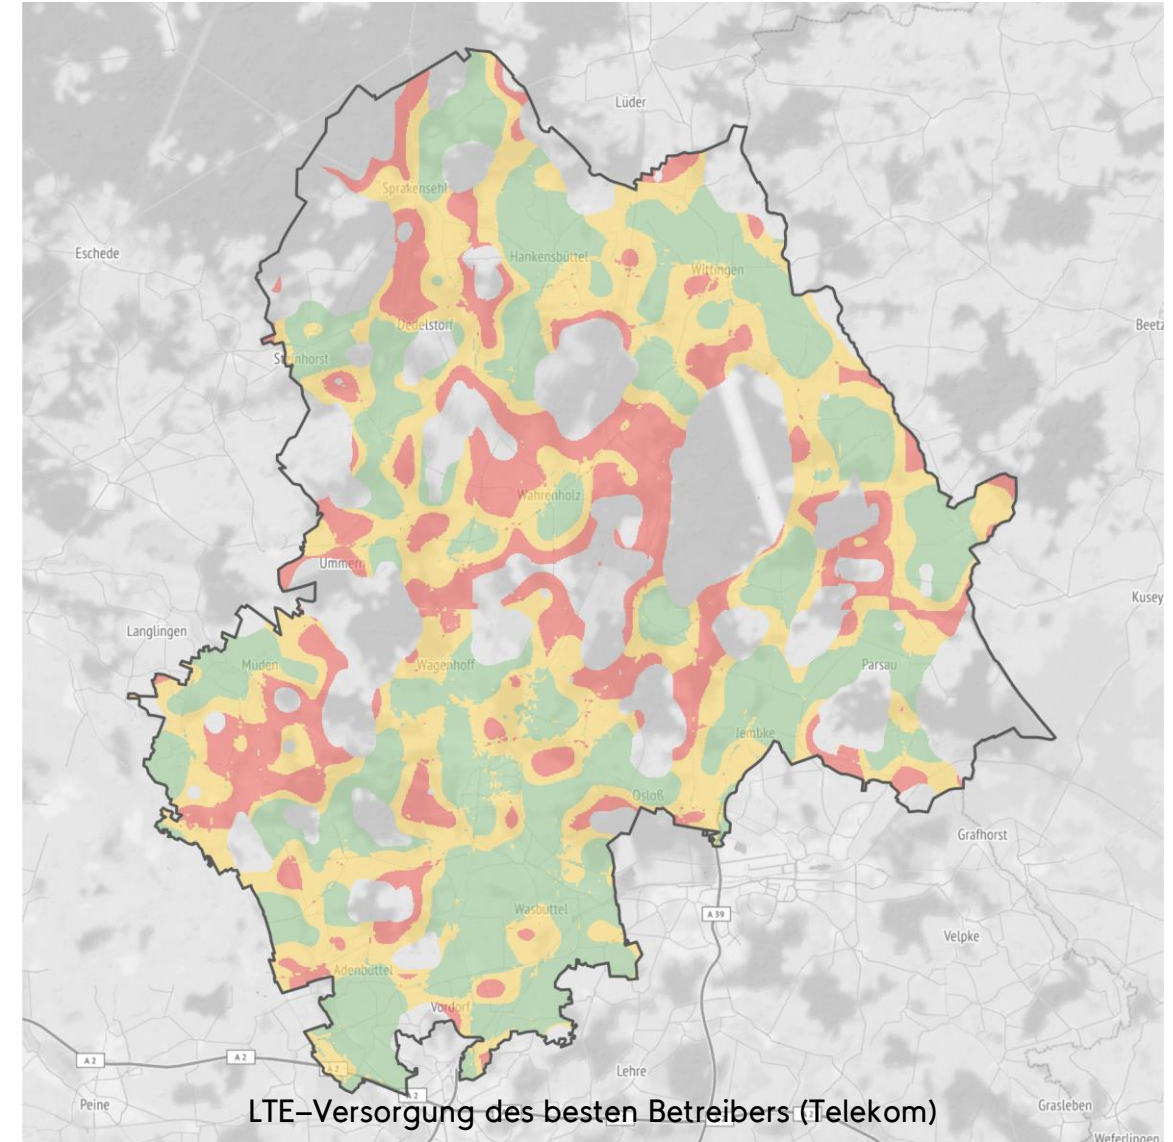 Lüder
Sprakensehl
Eschede
Hankensbüttel
Wittingen
Dedelstorf
Beetz
Steinhorst
Wahrenholz
Ummern
Kusey
Langlingen
Müden
Wagenhoff
Parsau
Jembke
Osloß
Grafhorst
Wasbüttel
A 39
Velpke
Adenbüttel
Vordorf
A 2
A 2
A 2
Lehre
A 2
Peine
Grasleben
LTE–Versorgung des besten Betreibers (Telekom)
Weferlingen